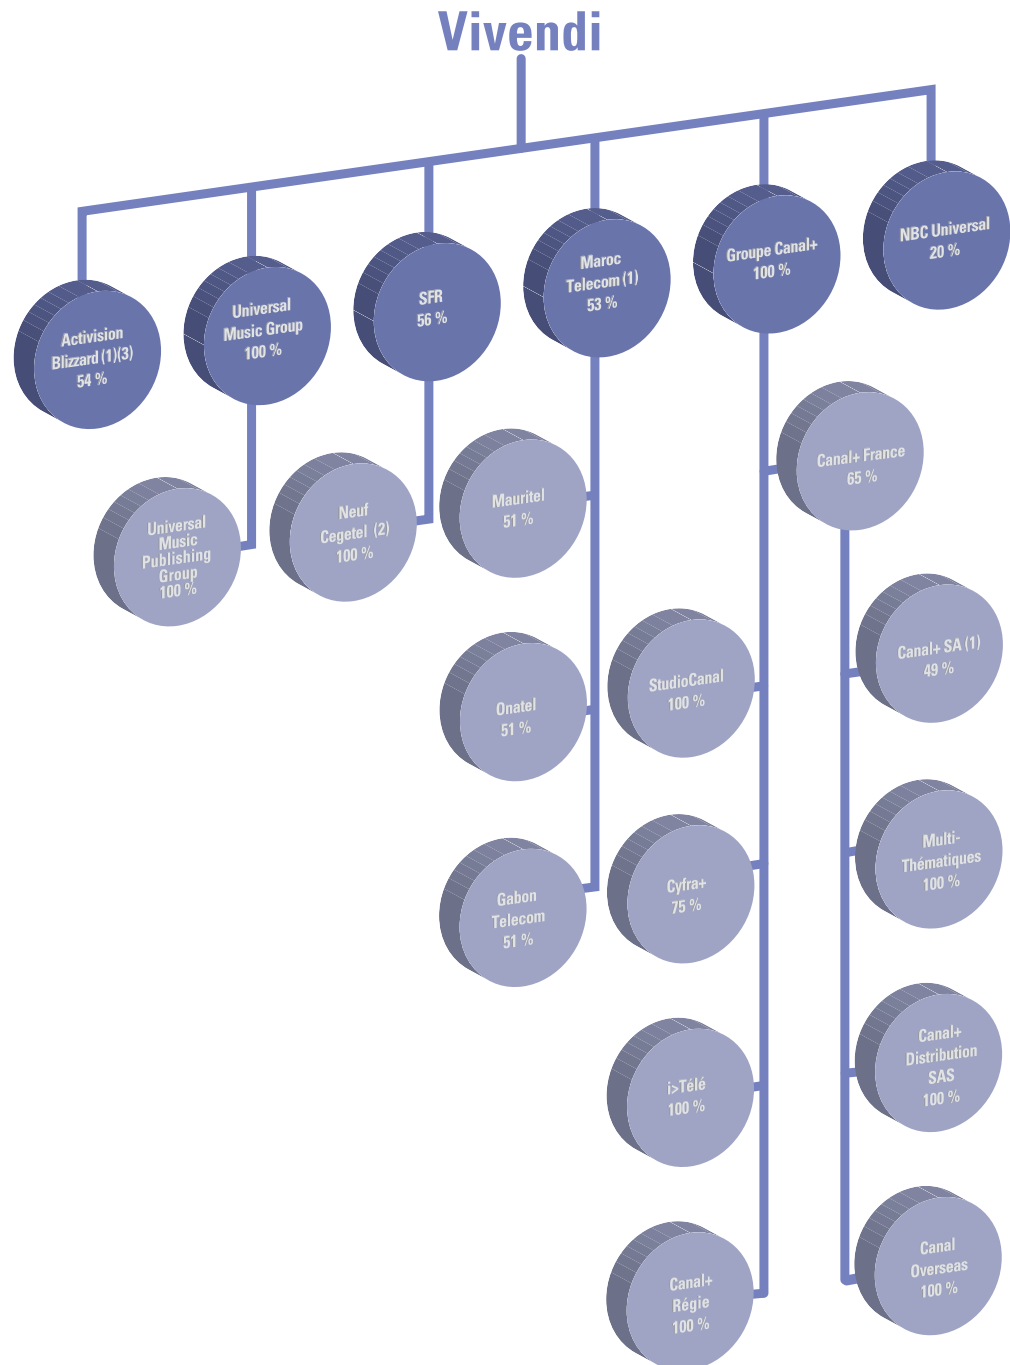 Vivendi
Activision
Blizzard (1)(3)
54 %
Universal
Music Group
100 %
SFR
56 %
Maroc
Telecom (1)
53 %
Groupe Canal+
100 %
NBC Universal
20 %
Universal
Music
Publishing
Group
100 %
Neuf
Cegetel (2)
100 %
Mauritel
51 %
Onatel
51 %
Gabon
Telecom
51 %
Canal+ France
65 %
StudioCanal
100 %
Cyfra+
75 %
i>Télé
100 %
Canal+
Régie
100 %
Canal+ SA (1)
49 %
Multi-
Thématiques
100 %
Canal+
Distribution
SAS
100 %
Canal
Overseas
100 %